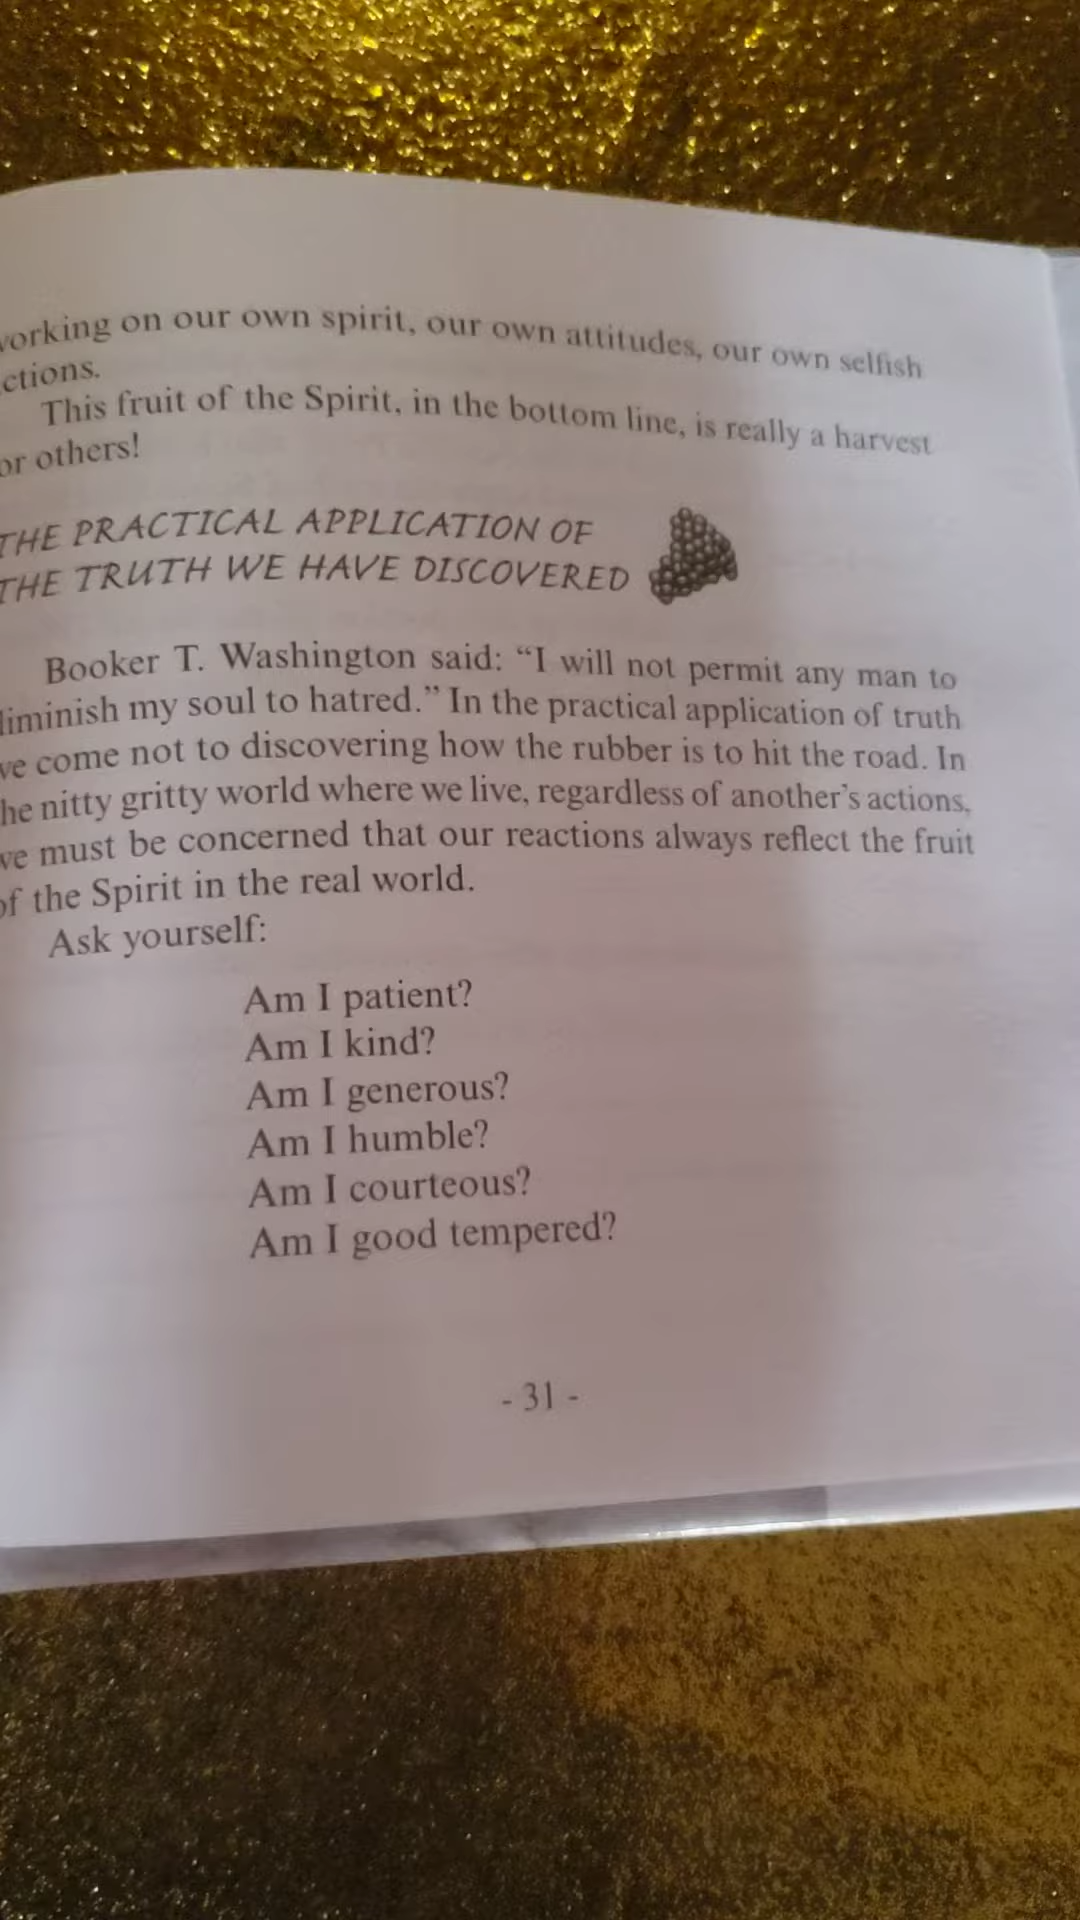 working on our own spirit, our own attitudes, our own selfish
ctions.
This fruit of the Spirit, in the bottom line, is really a harvest
or others!
THE PRACTICAL APPLICATION OF
THE TRUTH WE HAVE DISCOVERED
Booker T. Washington said: “I will not permit any man to
diminish my soul to hatred.” In the practical application of truth
we come not to discovering how the rubber is to hit the road. In
the nitty gritty world where we live, regardless of another’s actions,
we must be concerned that our reactions always reflect the fruit
of the Spirit in the real world.
Ask yourself:
Am I patient?
Am I kind?
Am I generous?
Am I humble?
Am I courteous?
Am I good tempered?
- 31 -